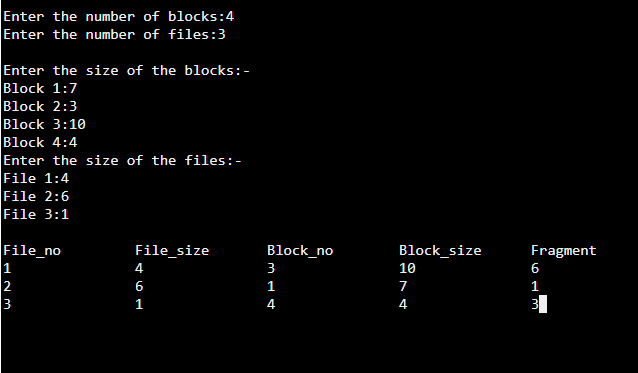 Enter the number of blocks:4
Enter the number of files:3
Enter the size of the blocks:-
Block 1:7
Block 2:3
Block 3:10
Block 4:4
Enter the size of the files:-
File 1:4
File 2:6
File 3:1
File_no File_size Block_no Block_size Fragment
1 4 3 10 6
2 6 1 7 1
3 1 4 4 3